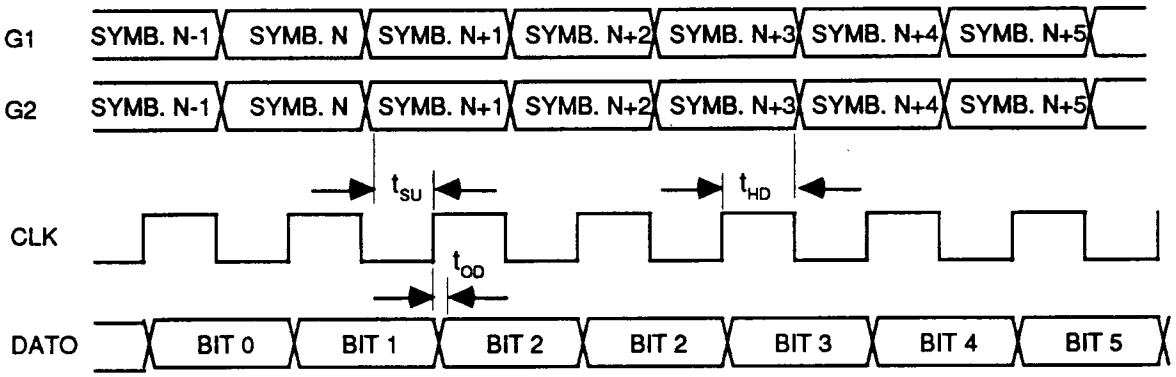 G1 SYMB. N-1 SYMB. N SYMB. N+1 SYMB. N+2 SYMB. N+3 SYMB. N+4 SYMB. N+5
G2 SYMB. N-1 SYMB. N SYMB. N+1 SYMB. N+2 SYMB. N+3 SYMB. N+4 SYMB. N+5
tSU tHD
CLK
tOD
DATO BIT 0 BIT 1 BIT 2 BIT 2 BIT 3 BIT 4 BIT 5